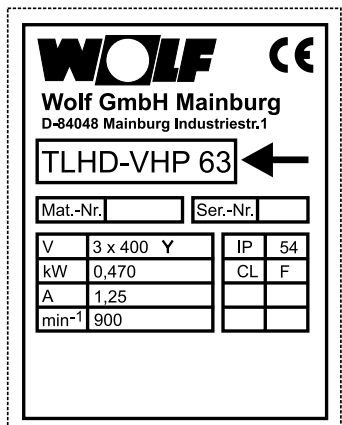 WOLF CE
Wolf GmbH Mainburg
D-84048 Mainburg Industriestr.1
TLHD-VHP 63
Mat.-Nr. Ser.-Nr.
V 3 x 400 Y IP 54
kW 0,470 CL F
A 1,25
min-1 900